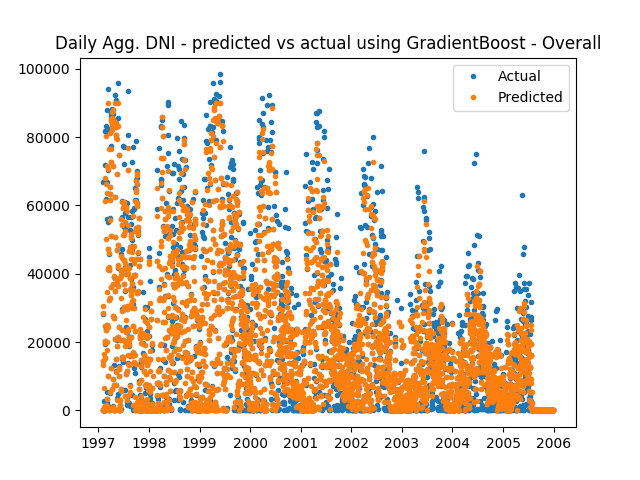 Daily Agg. DNI - predicted vs actual using GradientBoost - Overall
100000
80000
60000
40000
20000
0
Actual
Predicted
1997 1998 1999 2000 2001 2002 2003 2004 2005 2006